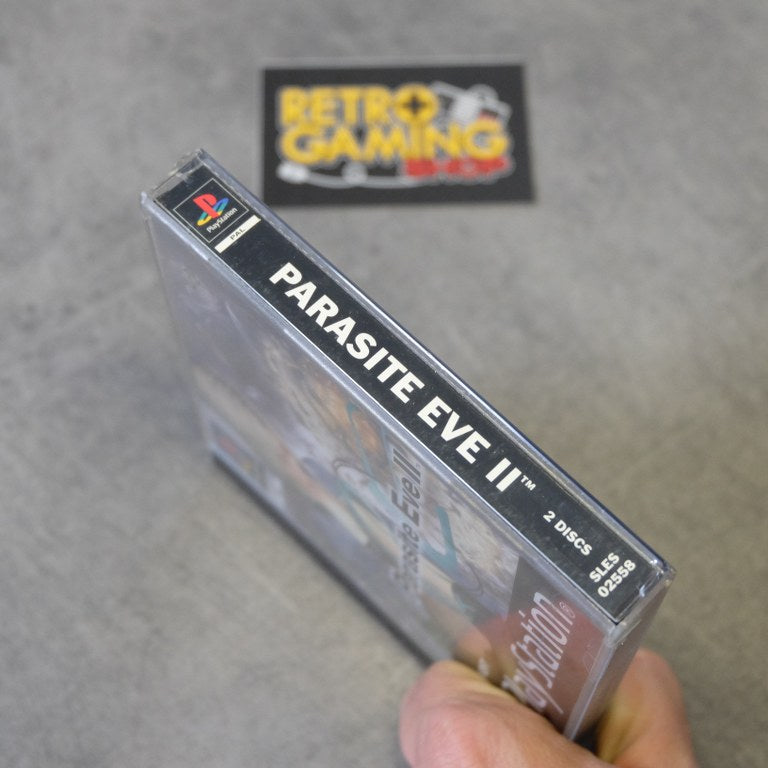 RETRO
GAMING
SHOP
PlayStation
PAL
PARASITE EVE II™
2 DISCS
SLES
02558
Parasite Eve II
PlayStation®